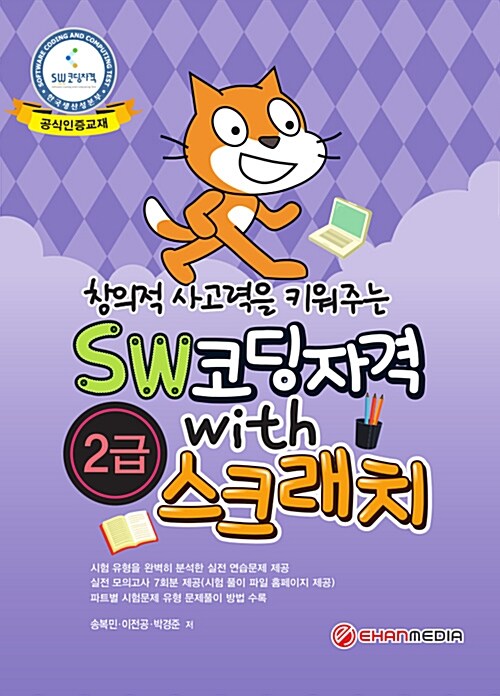 SOFTWARE CODING AND COMPUTING TEST
SW코딩자격
한국생산성본부
공식인증교재
창의적 사고력을 키워주는
SW코딩자격
2급
with
스크래치
시험 유형을 완벽히 분석한 실전 연습문제 제공
실전 모의고사 7회분 제공(시험 풀이 파일 홈페이지 제공)
파트별 시험문제 유형 문제풀이 방법 수록
송복민·이전공·박경준 저
EHANMEDIA